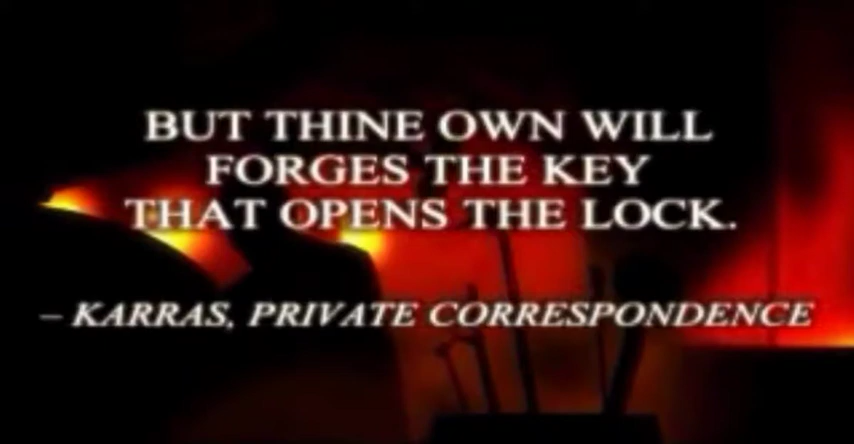 BUT THINE OWN WILL
FORGES THE KEY
THAT OPENS THE LOCK.
– KARRAS, PRIVATE CORRESPONDENCE